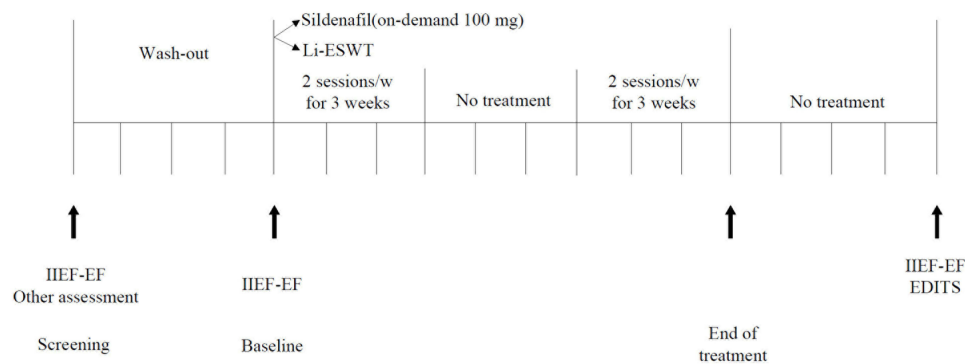 Sildenafil(on-demand 100 mg)
Wash-out
Li-ESWT
2 sessions/w
for 3 weeks
No treatment
2 sessions/w
for 3 weeks
No treatment
IIEF-EF
Other assessment
Screening
IIEF-EF
Baseline
End of
treatment
IIEF-EF
EDITS